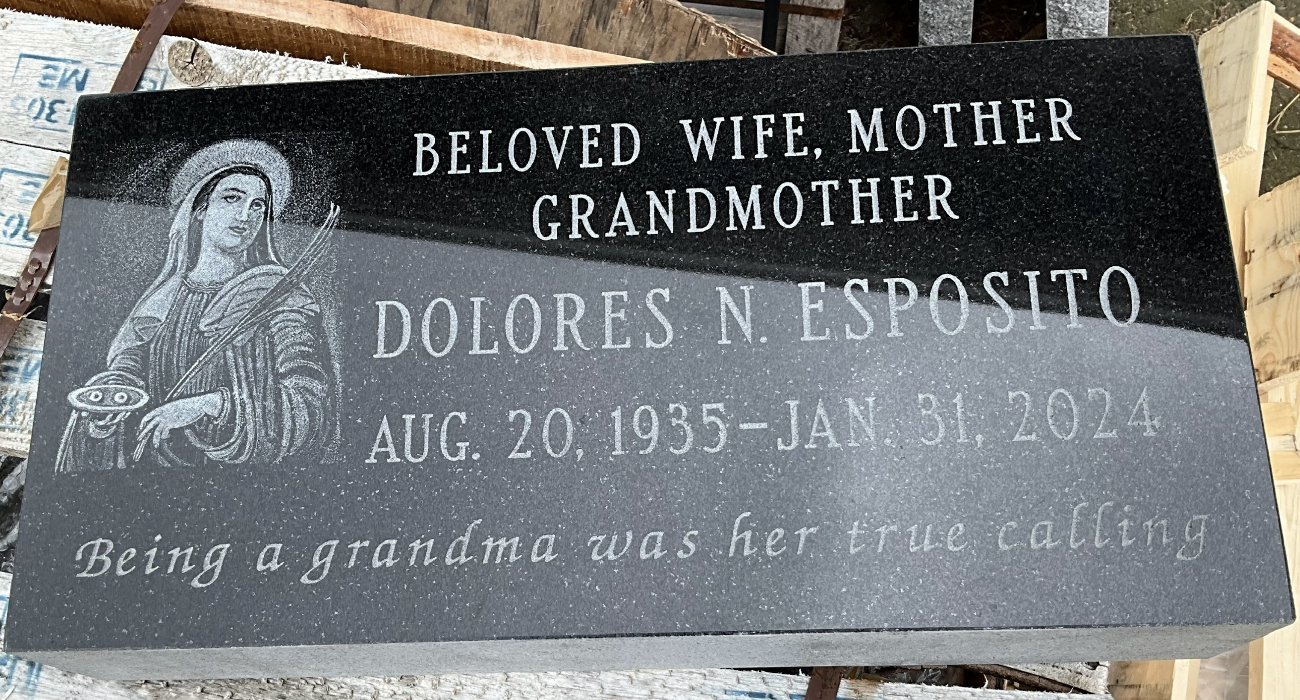 BELOVED WIFE, MOTHER
GRANDMOTHER
DOLORES N. ESPOSITO
AUG. 20, 1935–JAN. 31, 2024
Being a grandma was her true calling